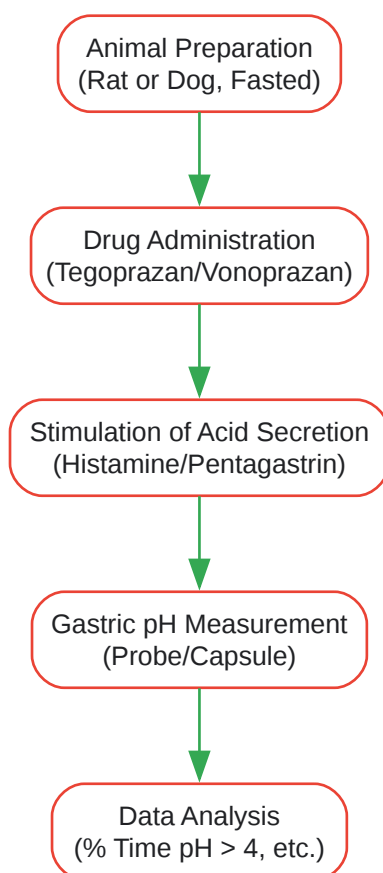 Animal Preparation
(Rat or Dog, Fasted)
Drug Administration
(Tegoprazan/Vonoprazan)
Stimulation of Acid Secretion
(Histamine/Pentagastrin)
Gastric pH Measurement
(Probe/Capsule)
Data Analysis
(% Time pH > 4, etc.)